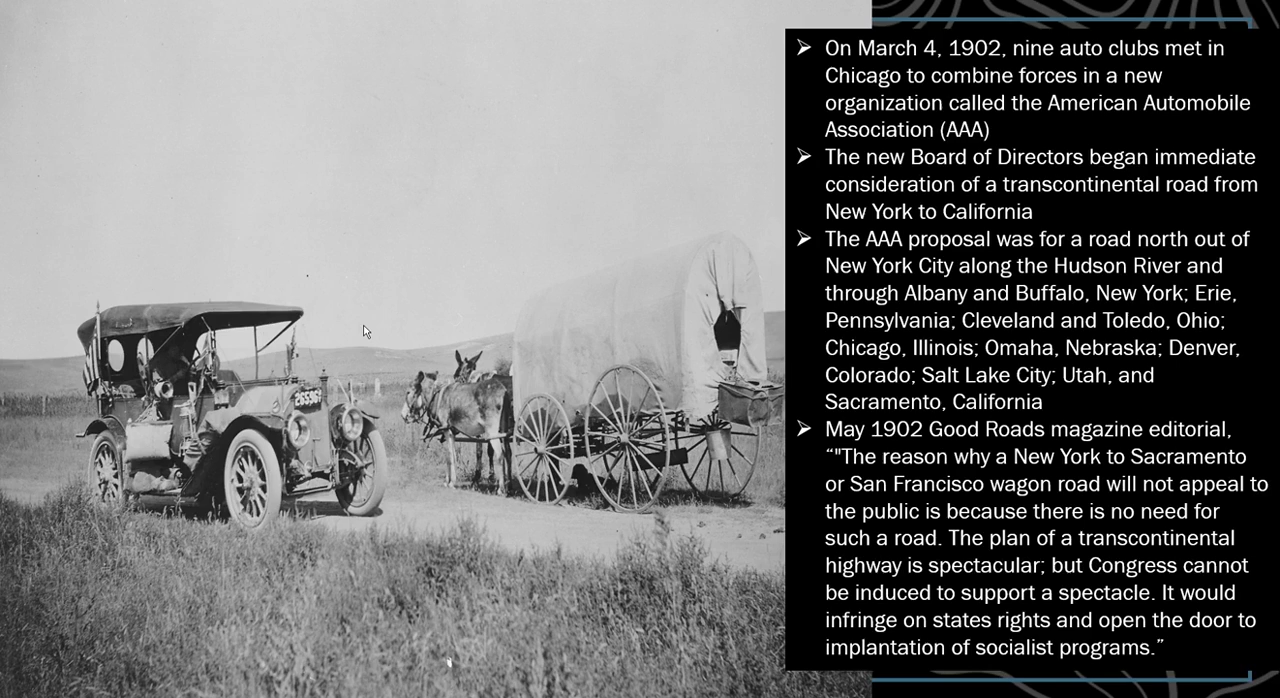 265967
➢ On March 4, 1902, nine auto clubs met in
Chicago to combine forces in a new
organization called the American Automobile
Association (AAA)
➢ The new Board of Directors began immediate
consideration of a transcontinental road from
New York to California
➢ The AAA proposal was for a road north out of
New York City along the Hudson River and
through Albany and Buffalo, New York; Erie,
Pennsylvania; Cleveland and Toledo, Ohio;
Chicago, Illinois; Omaha, Nebraska; Denver,
Colorado; Salt Lake City; Utah, and
Sacramento, California
➢ May 1902 Good Roads magazine editorial,
“"The reason why a New York to Sacramento
or San Francisco wagon road will not appeal to
the public is because there is no need for
such a road. The plan of a transcontinental
highway is spectacular; but Congress cannot
be induced to support a spectacle. It would
infringe on states rights and open the door to
implantation of socialist programs.”